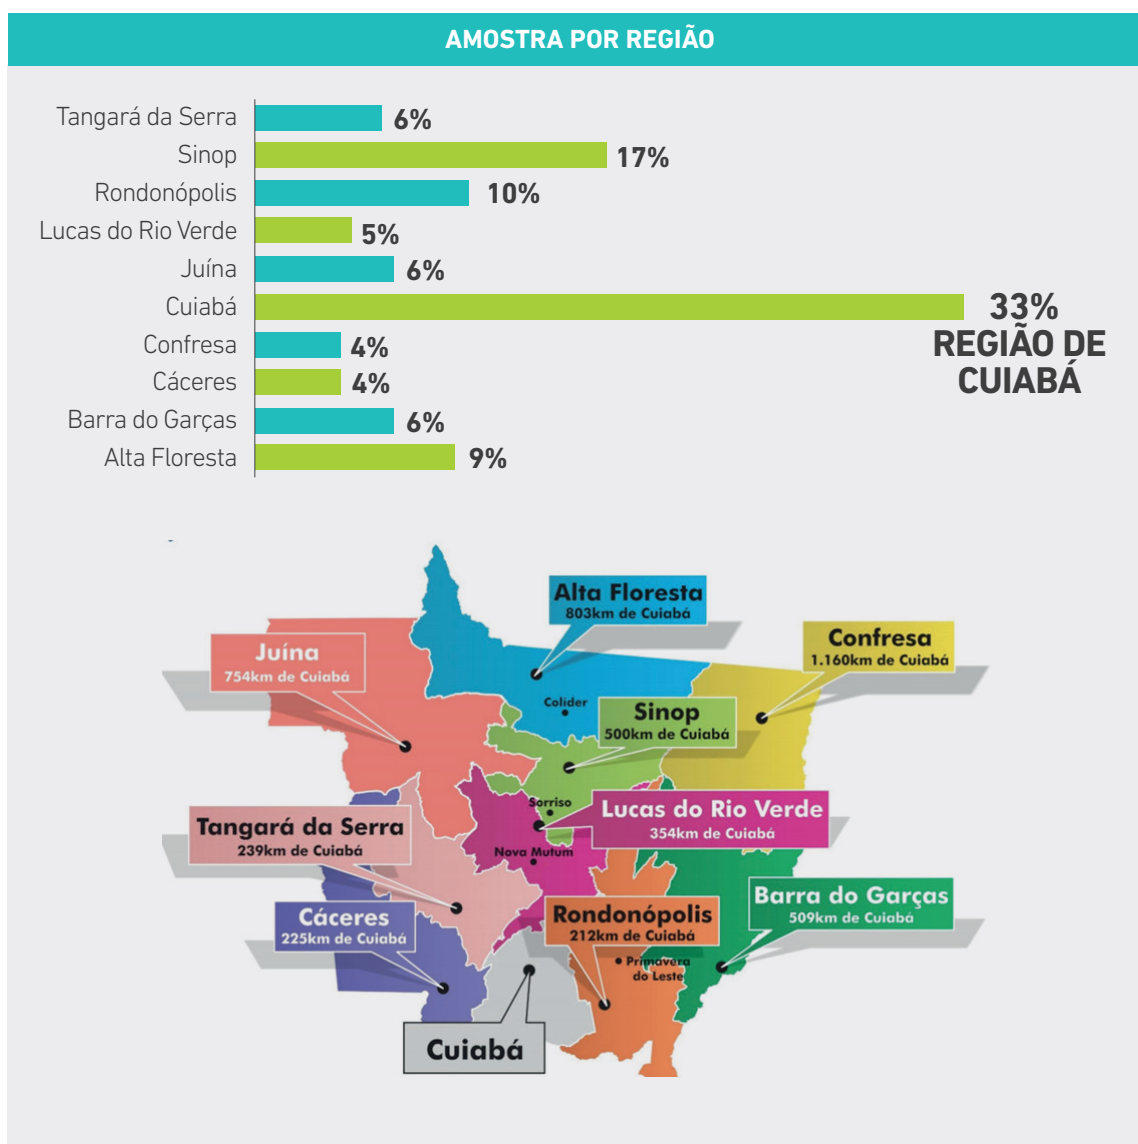 AMOSTRA POR REGIÃO
Tangará da Serra 6%
Sinop 17%
Rondonópolis 10%
Lucas do Rio Verde 5%
Juína 6%
Cuiabá 33%
REGIÃO DE
CUIABÁ
Confresa 4%
Cáceres 4%
Barra do Garças 6%
Alta Floresta 9%
Alta Floresta
803km de Cuiabá
Juína
754km de Cuiabá
Confresa
1.160km de Cuiabá
Colider
Sinop
500km de Cuiabá
Sorriso
Lucas do Rio Verde
354km de Cuiabá
Tangará da Serra
239km de Cuiabá
Nova Mutum
Barra do Garças
509km de Cuiabá
Cáceres
225km de Cuiabá
Rondonópolis
212km de Cuiabá
Primavera
do Leste
Cuiabá